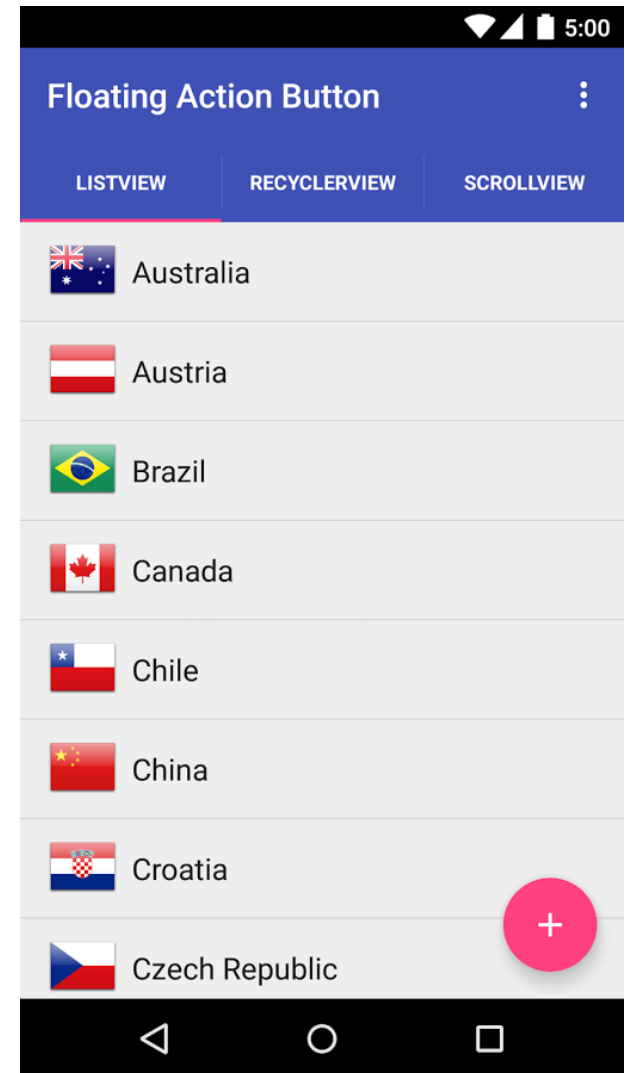 5:00
Floating Action Button
LISTVIEW RECYCLERVIEW SCROLLVIEW
Australia
Austria
Brazil
Canada
Chile
China
Croatia
Czech Republic